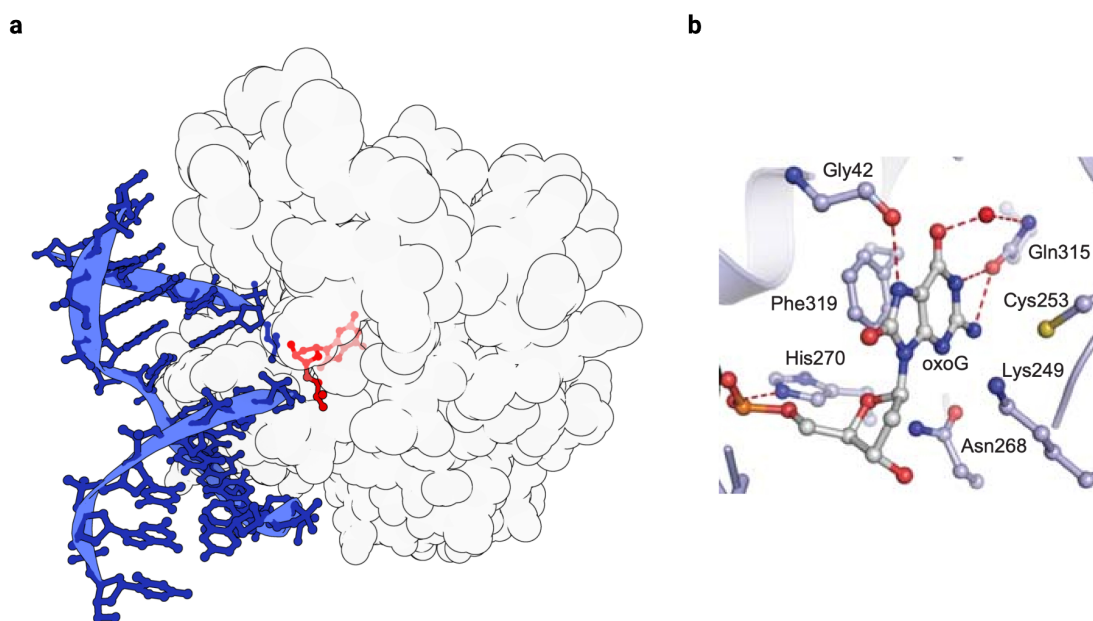 a
b
Gly42
Gln315
Phe319
Cys253
His270
oxoG
Lys249
Asn268